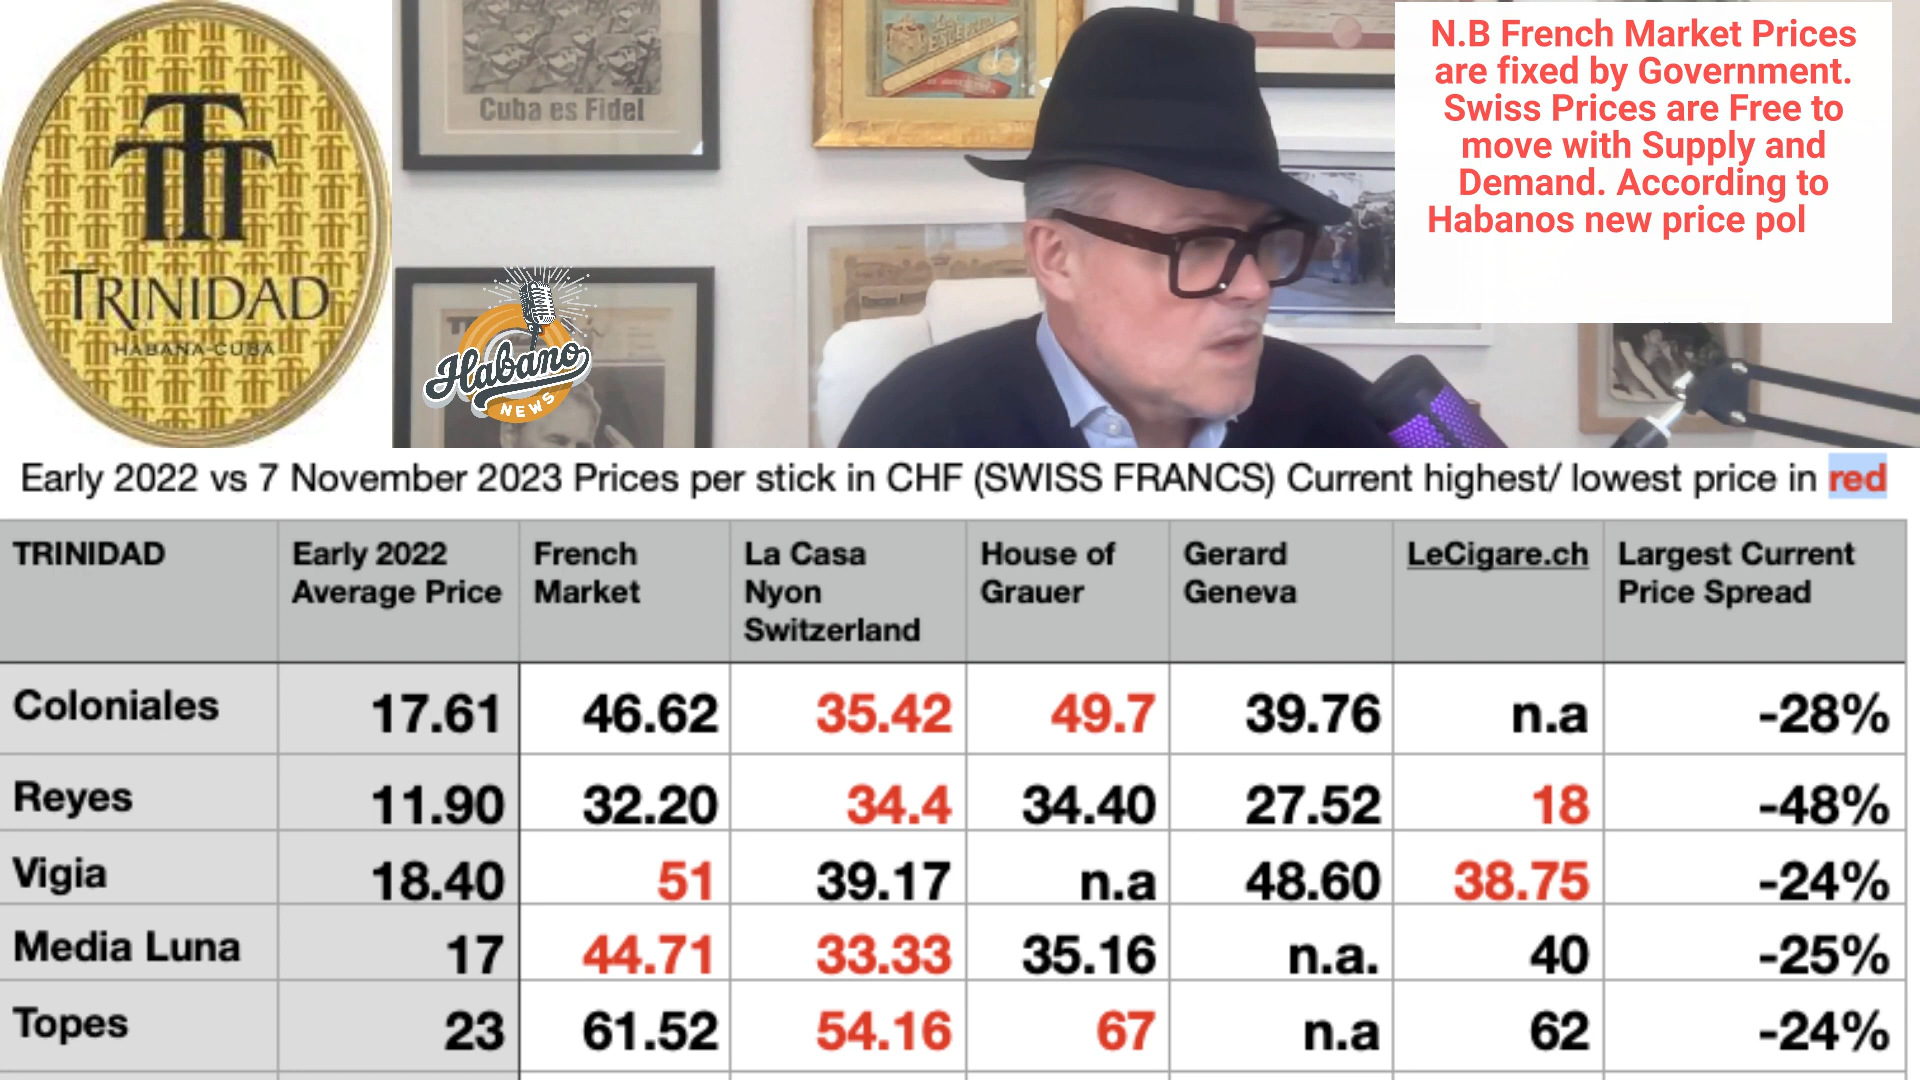 TRINIDAD
HABANA-CUBA
Cuba es Fidel
Habano
NEWS
N.B French Market Prices
are fixed by Government.
Swiss Prices are Free to
move with Supply and
Demand. According to
Habanos new price pol
Early 2022 vs 7 November 2023 Prices per stick in CHF (SWISS FRANCS) Current highest/ lowest price in red
TRINIDAD Early 2022 Average Price French Market La Casa Nyon Switzerland House of Grauer Gerard Geneva LeCigare.ch Largest Current Price Spread
Coloniales 17.61 46.62 35.42 49.7 39.76 n.a -28%
Reyes 11.90 32.20 34.4 34.40 27.52 18 -48%
Vigia 18.40 51 39.17 n.a 48.60 38.75 -24%
Media Luna 17 44.71 33.33 35.16 n.a. 40 -25%
Topes 23 61.52 54.16 67 n.a 62 -24%